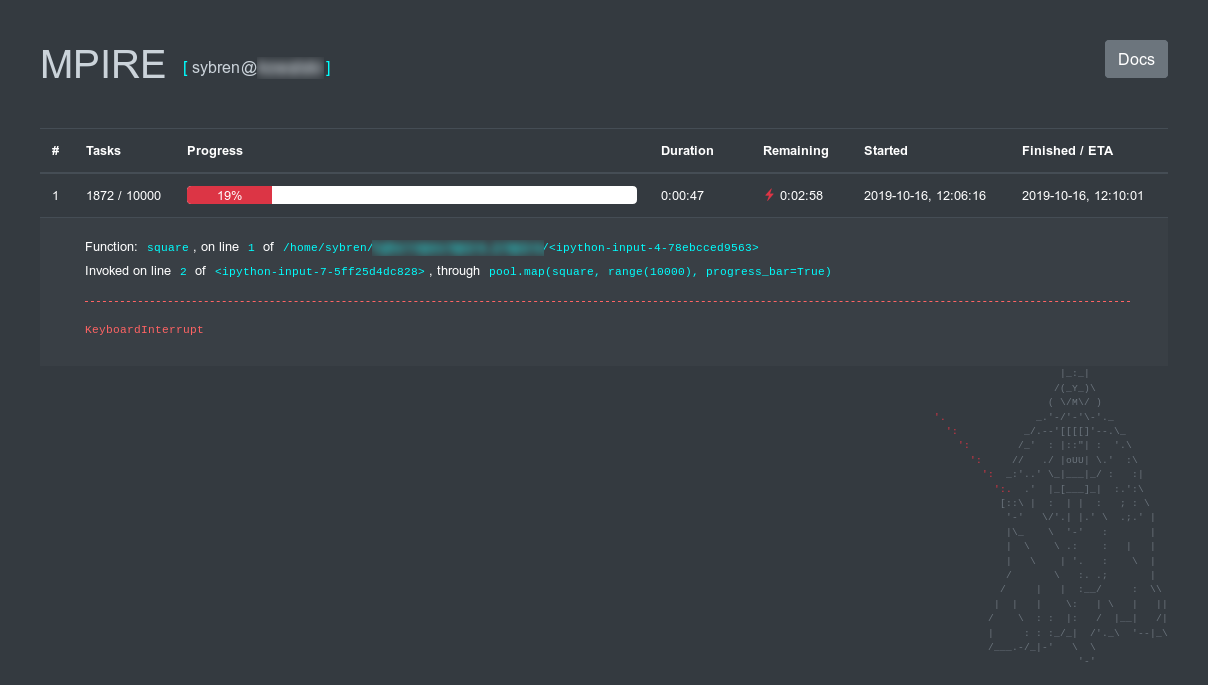 MPIRE [ sybren@ ]
Docs
# Tasks Progress Duration Remaining Started Finished / ETA
1 1872 / 10000 19% 0:00:47 0:02:58 2019-10-16, 12:06:16 2019-10-16, 12:10:01
Function: square , on line 1 of /home/sybren/ /<ipython-input-4-78ebcced9563>
Invoked on line 2 of <ipython-input-7-5ff25d4dc828> , through pool.map(square, range(10000), progress_bar=True)
KeyboardInterrupt